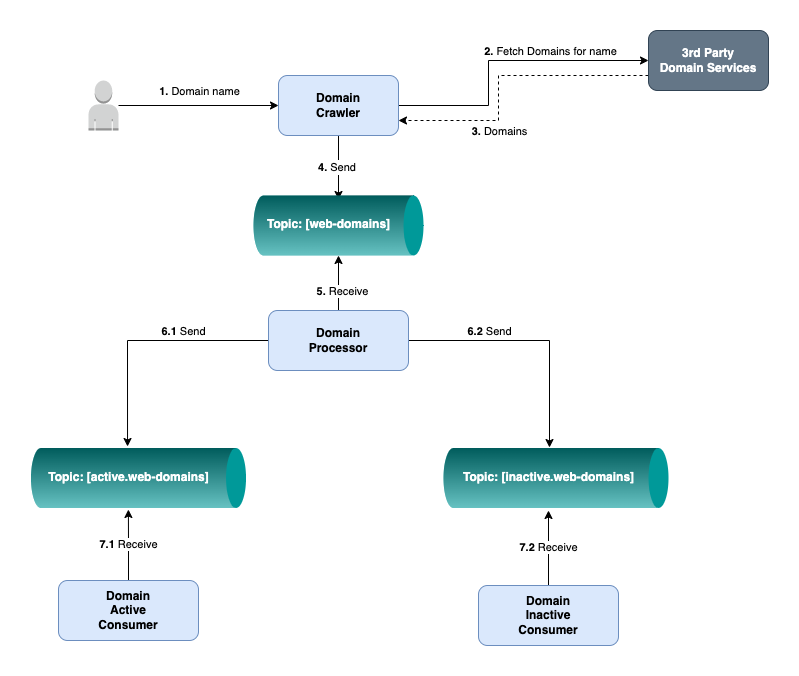 2. Fetch Domains for name
3rd Party
Domain Services
1. Domain name
Domain
Crawler
3. Domains
4. Send
Topic: [web-domains]
5. Receive
Domain
Processor
6.1 Send
6.2 Send
Topic: [active.web-domains]
Topic: [inactive.web-domains]
7.1 Receive
7.2 Receive
Domain
Active
Consumer
Domain
Inactive
Consumer